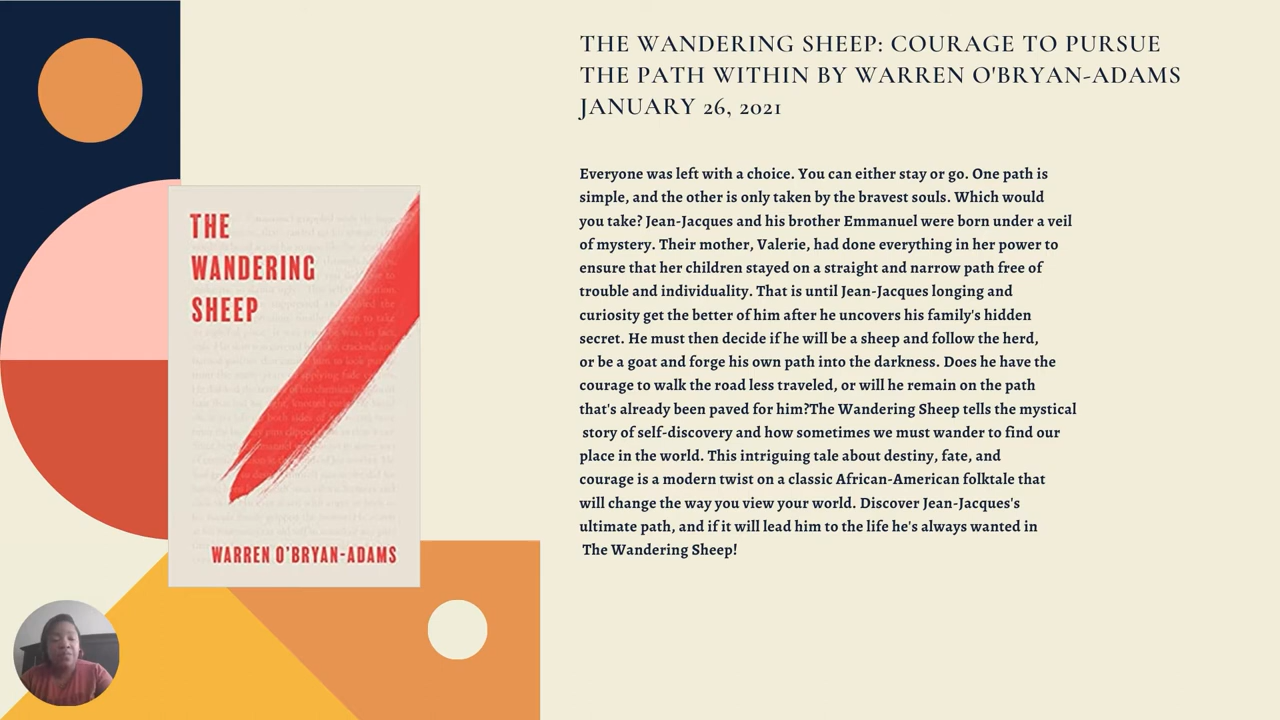 THE WANDERING SHEEP: COURAGE TO PURSUE
THE PATH WITHIN BY WARREN O'BRYAN-ADAMS
JANUARY 26, 2021
Everyone was left with a choice. You can either stay or go. One path is
simple, and the other is only taken by the bravest souls. Which would
you take? Jean-Jacques and his brother Emmanuel were born under a veil
of mystery. Their mother, Valerie, had done everything in her power to
ensure that her children stayed on a straight and narrow path free of
trouble and individuality. That is until Jean-Jacques longing and
curiosity get the better of him after he uncovers his family's hidden
secret. He must then decide if he will be a sheep and follow the herd,
or be a goat and forge his own path into the darkness. Does he have the
courage to walk the road less traveled, or will he remain on the path
that's already been paved for him?The Wandering Sheep tells the mystical
story of self-discovery and how sometimes we must wander to find our
place in the world. This intriguing tale about destiny, fate, and
courage is a modern twist on a classic African-American folktale that
will change the way you view your world. Discover Jean-Jacques's
ultimate path, and if it will lead him to the life he's always wanted in
The Wandering Sheep!
THE
WANDERING
SHEEP
WARREN O'BRYAN-ADAMS